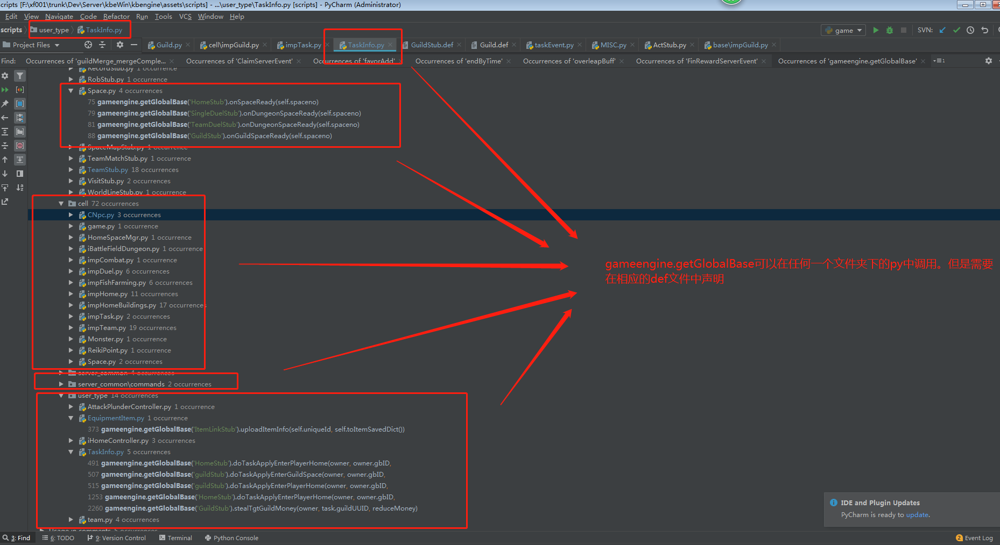 cripts [F:\xf001\trunk\Dev\Server\kbeWin\kbengine\assets\scripts] - ...\user_type\TaskInfo.py [scripts] - PyCharm (Administrator)
Edit View Navigate Code Refactor Run Tools VCS Window Help
scripts user_type TaskInfo.py game SVN:
Project Files Guild.py cell\impGuild.py impTask.py TaskInfo.py GuildStub.def Guild.def taskEvent.py MISC.py ActStub.py base\impGuild.py
Find: Occurrences of 'guildMerge_mergeComple... Occurrences of 'ClaimServerEvent' Occurrences of 'favorAdd' Occurrences of 'endByTime' Occurrences of 'overleapBuff' Occurrences of 'FinRewardServerEvent' Occurrences of 'gameengine.getGlobalBase' 1
RecordStub.py 1 occurrence
RobStub.py 1 occurrence
Space.py 4 occurrences
75 gameengine.getGlobalBase('HomeStub').onSpaceReady(self.spaceno)
79 gameengine.getGlobalBase('SingleDuelStub').onDungeonSpaceReady(self.spaceno)
81 gameengine.getGlobalBase('TeamDuelStub').onDungeonSpaceReady(self.spaceno)
88 gameengine.getGlobalBase('GuildStub').onGuildSpaceReady(self.spaceno)
SpaceMapStub.py 1 occurrence
TeamMatchStub.py 1 occurrence
TeamStub.py 18 occurrences
VisitStub.py 2 occurrences
WorldLineStub.py 1 occurrence
cell 72 occurrences
CNpc.py 3 occurrences
game.py 1 occurrence
HomeSpaceMgr.py 1 occurrence
iBattleFieldDungeon.py 1 occurrence
impCombat.py 1 occurrence
impDuel.py 6 occurrences
impFishFarming.py 6 occurrences
impHome.py 11 occurrences
impHomeBuildings.py 17 occurrences
impTask.py 2 occurrences
impTeam.py 19 occurrences
Monster.py 1 occurrence
ReikiPoint.py 1 occurrence
Space.py 2 occurrences
server_common 4 occurrences
server_common\commands 2 occurrences
user_type 14 occurrences
AttackPlunderController.py 1 occurrence
EquipmentItem.py 1 occurrence
373 gameengine.getGlobalBase('ItemLinkStub').uploadItemInfo(self.uniqueId, self.toItemSavedDict())
iHomeController.py 3 occurrences
TaskInfo.py 5 occurrences
491 gameengine.getGlobalBase('HomeStub').doTaskApplyEnterPlayerHome(owner, owner.gbID,
507 gameengine.getGlobalBase('guildStub').doTaskApplyEnterGuildSpace(owner, owner.gbID,
515 gameengine.getGlobalBase('guildStub').doTaskApplyEnterPlayerHome(owner, owner.gbID,
1253 gameengine.getGlobalBase('HomeStub').doTaskApplyEnterPlayerHome(owner, owner.gbID,
2260 gameengine.getGlobalBase('GuildStub').stealTgtGuildMoney(owner, task.guildUUID, reduceMoney)
team.py 4 occurrences
Usage in comments 5 occurrences
gameengine.getGlobalBase可以在任何一个文件夹下的py中调用。但是需要
在相应的def文件中声明
IDE and Plugin Updates
PyCharm is ready to update.
3: Find 6: TODO 9: Version Control Terminal Python Console 2 Event Log